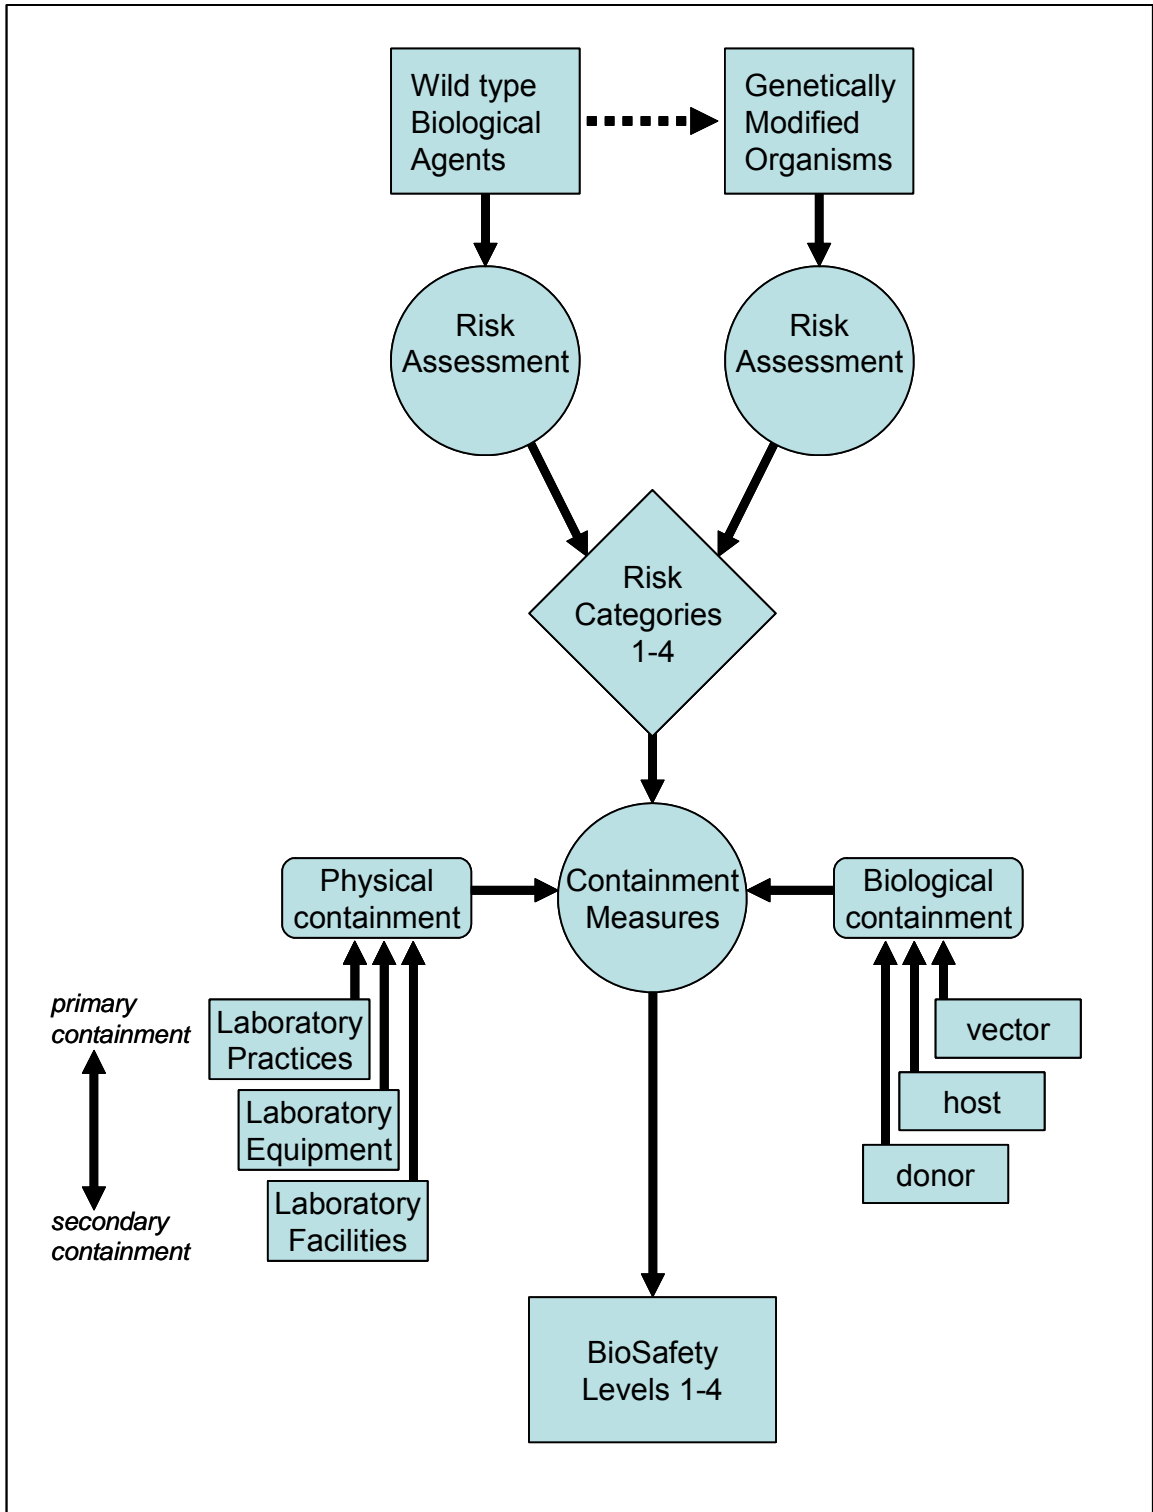 Wild type
Biological
Agents
Genetically
Modified
Organisms
Risk
Assessment
Risk
Assessment
Risk
Categories
1-4
Physical
containment
Containment
Measures
Biological
containment
primary
containment
Laboratory
Practices
vector
Laboratory
Equipment
host
secondary
containment
Laboratory
Facilities
donor
BioSafety
Levels 1-4